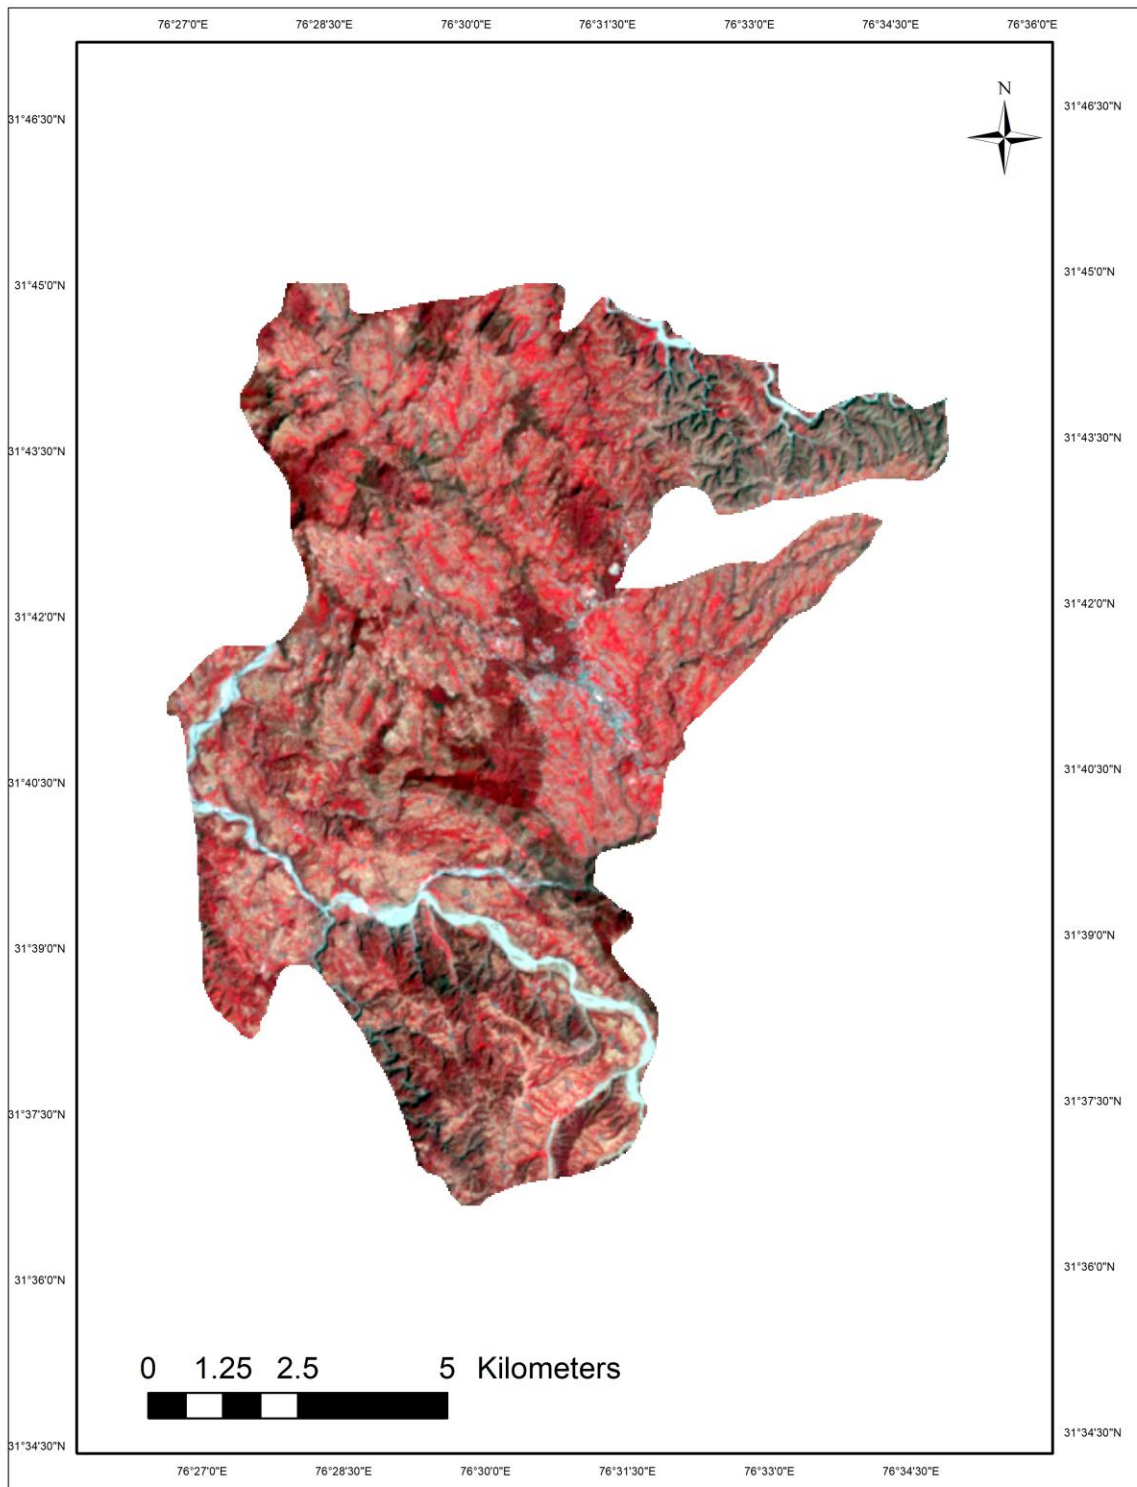 76°27'0"E 76°28'30"E 76°30'0"E 76°31'30"E 76°33'0"E 76°34'30"E 76°36'0"E
N
31°46'30"N 31°46'30"N
31°45'0"N 31°45'0"N
31°43'30"N 31°43'30"N
31°42'0"N 31°42'0"N
31°40'30"N 31°40'30"N
31°39'0"N 31°39'0"N
31°37'30"N 31°37'30"N
31°36'0"N 31°36'0"N
0 1.25 2.5 5 Kilometers
31°34'30"N 31°34'30"N
76°27'0"E 76°28'30"E 76°30'0"E 76°31'30"E 76°33'0"E 76°34'30"E